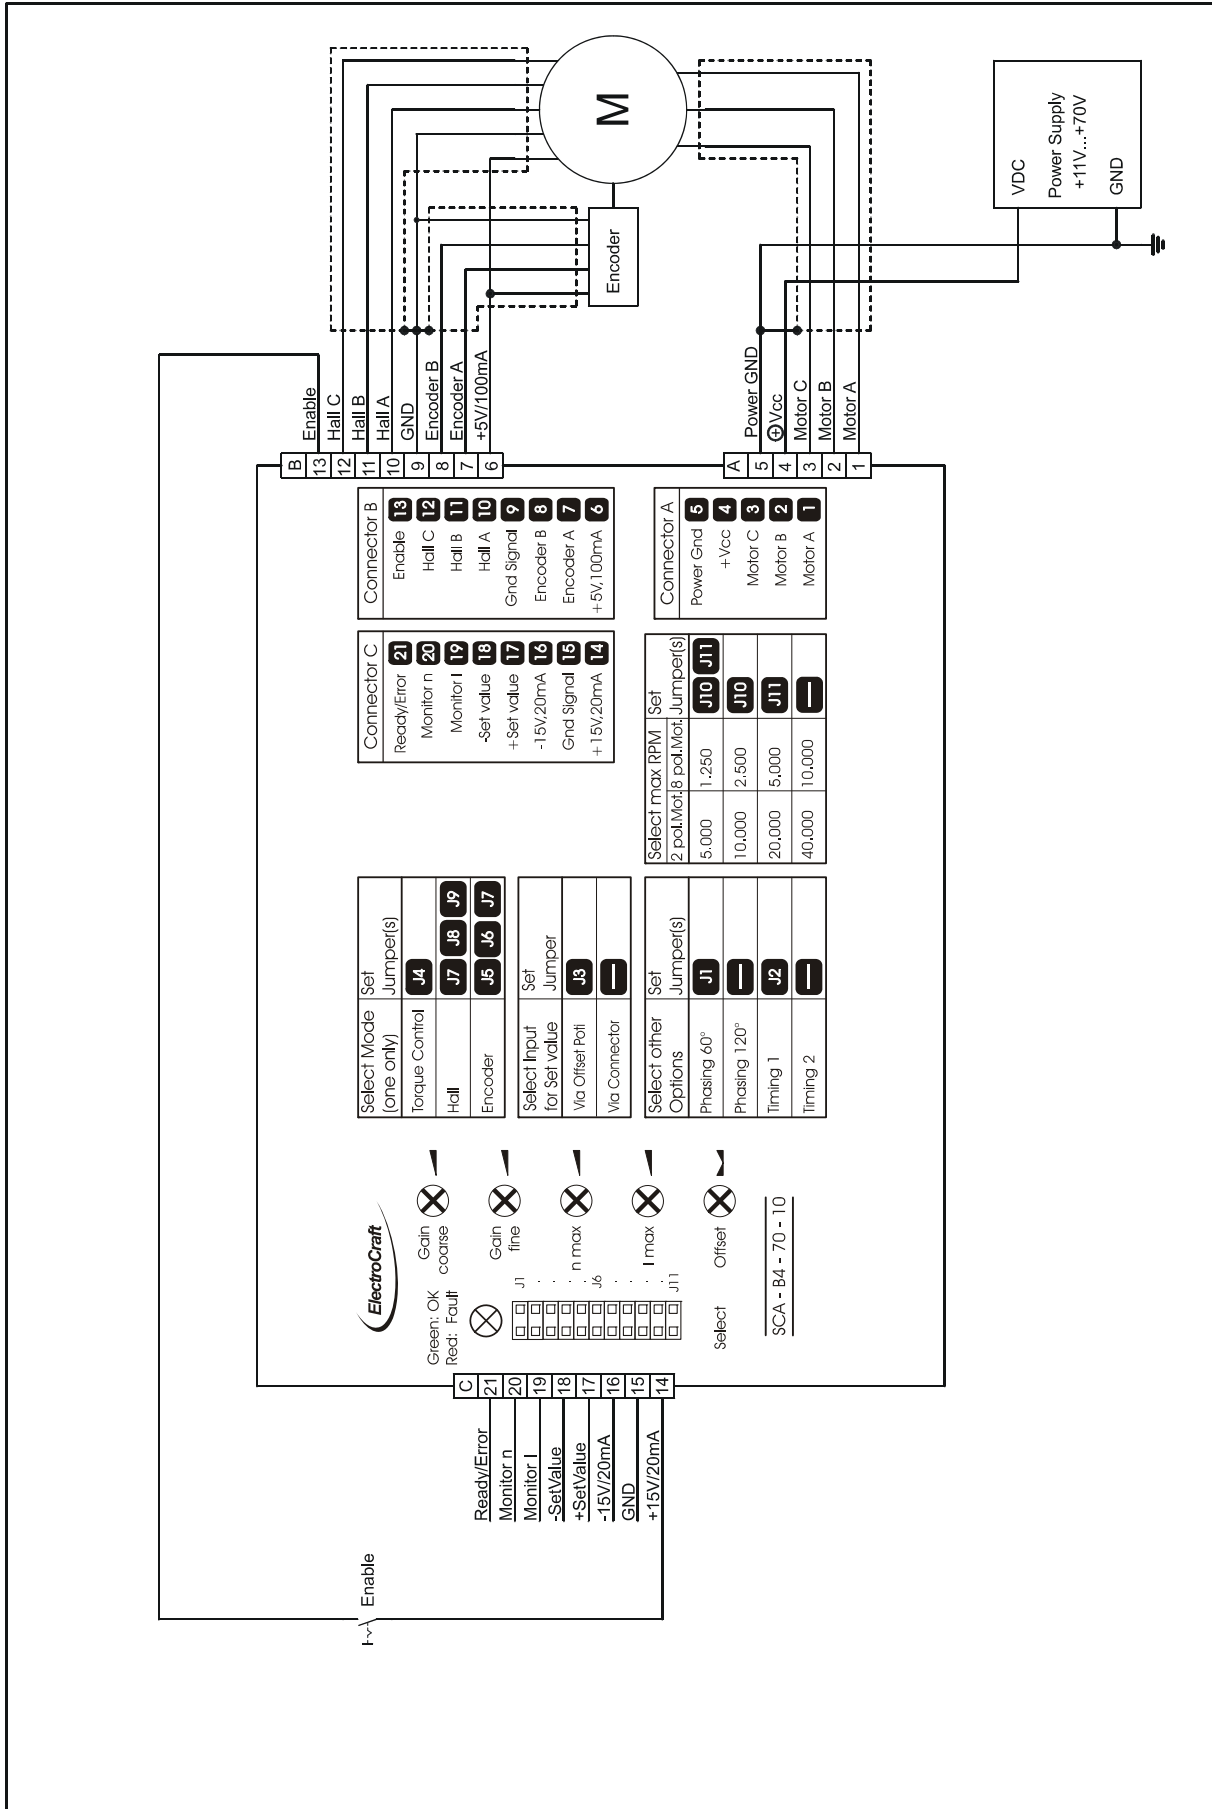 M
Encoder
VDC
Power Supply
+11V...+70V
GND
Enable
Hall C
Hall B
Hall A
GND
Encoder B
Encoder A
+5V/100mA
Power GND
+Vcc
Motor C
Motor B
Motor A
B
13
12
11
10
9
8
7
6
A
5
4
3
2
1
Connector B
Enable 13
Hall C 12
Hall B 11
Hall A 10
Gnd Signal 9
Encoder B 8
Encoder A 7
+5V,100mA 6
Connector A
Power Gnd 5
+Vcc 4
Motor C 3
Motor B 2
Motor A 1
Connector C
Ready/Error 21
Monitor n 20
Monitor I 19
-Set value 18
+Set value 17
-15V,20mA 16
Gnd Signal 15
+15V,20mA 14
Select max RPM Set
2 pol.Mot. 8 pol.Mot. Jumper(s)
5.000 1.250 J10 J11
10.000 2.500 J10
20.000 5.000 J11
40.000 10.000 —
Select Mode Set
(one only) Jumper(s)
Torque Control J4
Hall J7 J8 J9
Encoder J5 J6 J7
Select Input Set
for Set value Jumper
Via Offset Poti J3
Via Connector —
Select other Set
Options Jumper(s)
Phasing 60° J1
Phasing 120° —
Timing 1 J2
Timing 2 —
ElectroCraft
Green: OK
Red: Fault
Gain
coarse
Gain
fine
n max
I max
Offset
J1
J6
J11
Select
SCA - B4 - 70 - 10
C
21
20
19
18
17
16
15
14
Ready/Error
Monitor n
Monitor I
-SetValue
+SetValue
-15V/20mA
GND
+15V/20mA
Enable